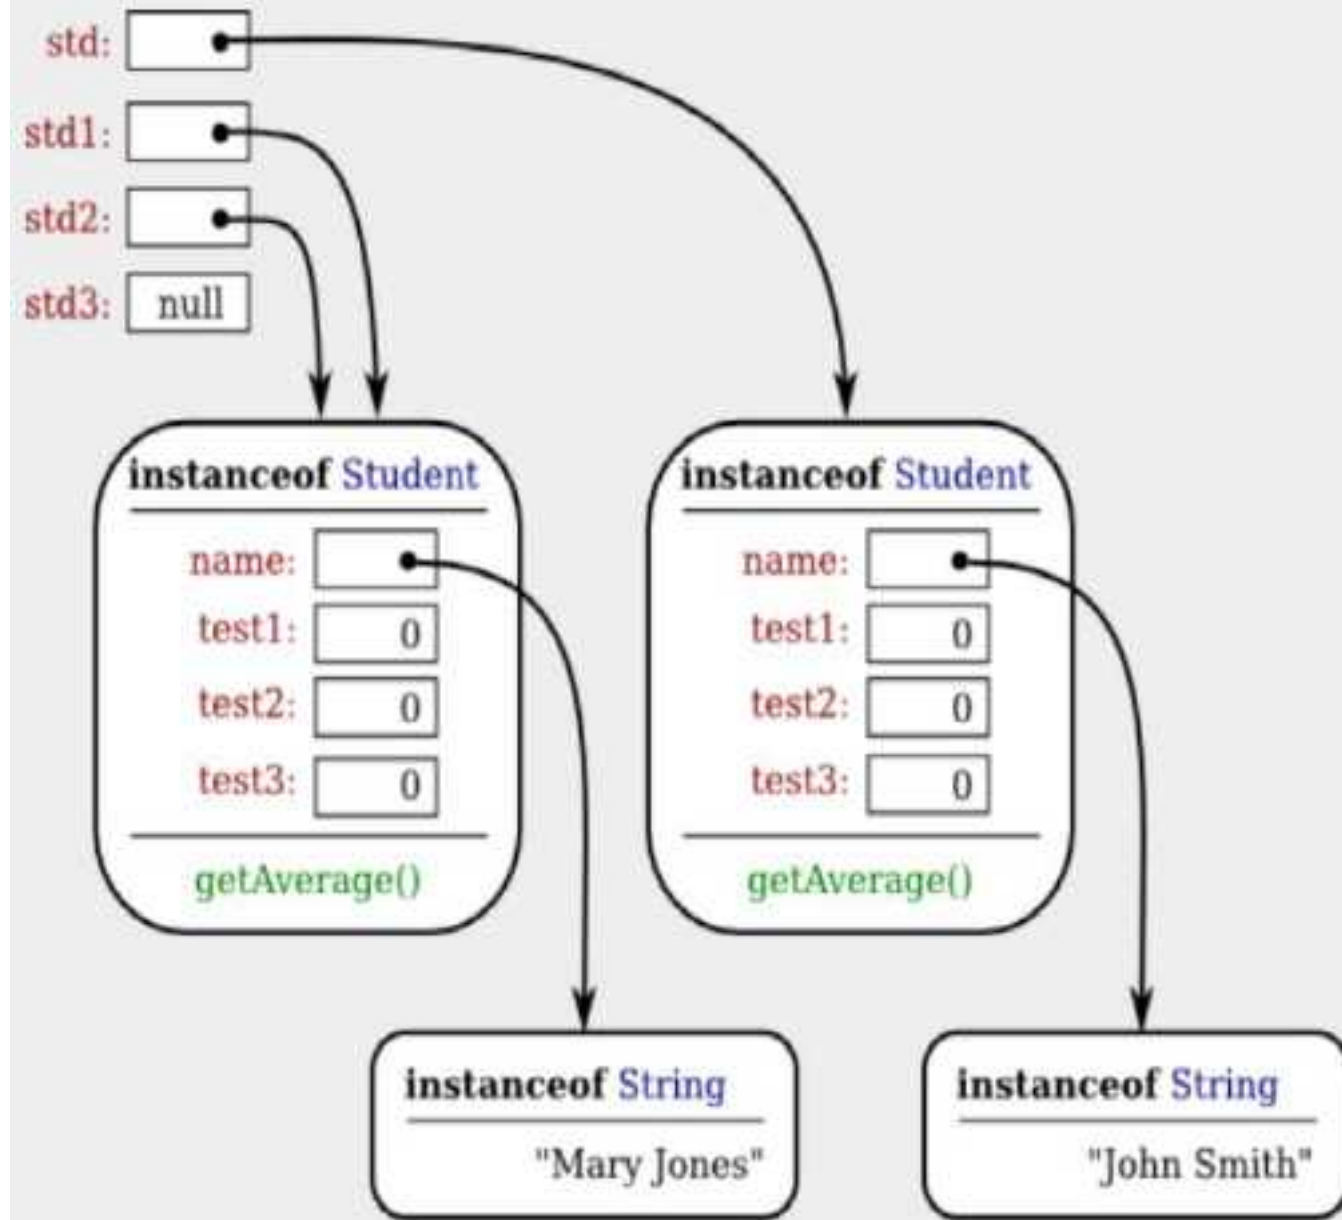 std:
std1:
std2:
std3: null
instanceof Student
name:
test1: 0
test2: 0
test3: 0
getAverage()
instanceof Student
name:
test1: 0
test2: 0
test3: 0
getAverage()
instanceof String
"Mary Jones"
instanceof String
"John Smith"